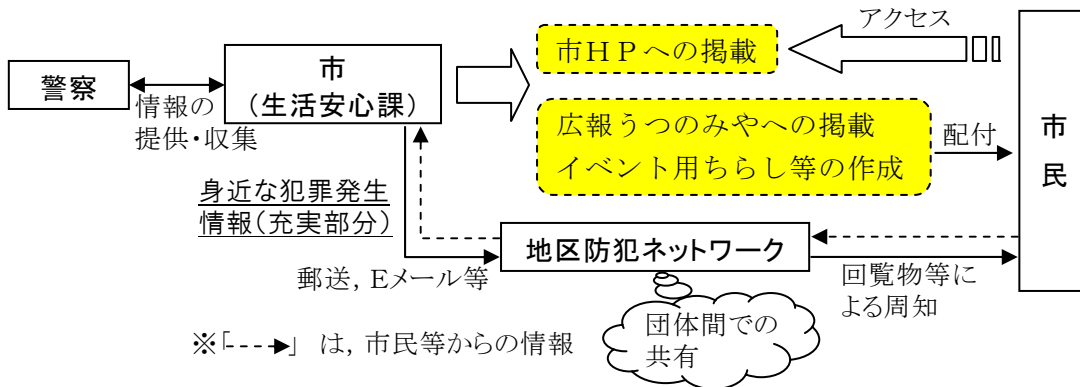 アクセス
市HPへの掲載
市
(生活安心課)
警察
情報の
提供・収集
広報うつのみやへの掲載
イベント用ちらし等の作成
配付
市
民
身近な犯罪発生
情報(充実部分)
地区防犯ネットワーク
郵送,Eメール等
回覧物等に
よる周知
団体間での
共有
※「---▶」 は,市民等からの情報